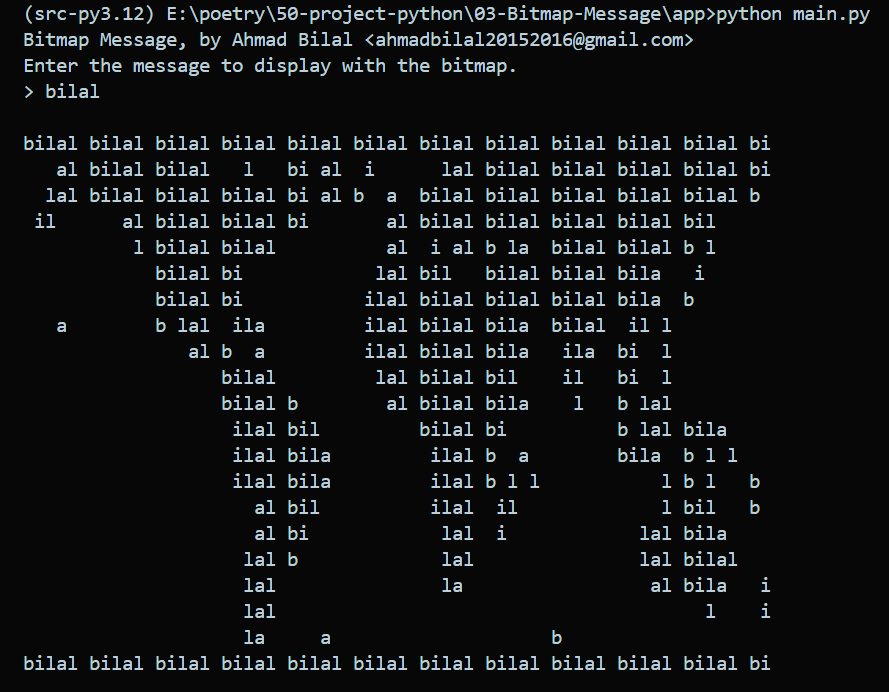 (src-py3.12) E:\poetry\50-project-python\03-Bitmap-Message\app>python main.py
Bitmap Message, by Ahmad Bilal <ahmadbilal20152016@gmail.com>
Enter the message to display with the bitmap.
> bilal

bilal bilal bilal bilal bilal bilal bilal bilal bilal bilal bilal bi
   al bilal bilal   l   bi al  i      lal bilal bilal bilal bilal bi
  lal bilal bilal bilal bi al b  a  bilal bilal bilal bilal bilal b
 il      al bilal bilal bi       al bilal bilal bilal bilal bil
          l bilal bilal          al  i al b la  bilal bilal b l
            bilal bi            lal bil   bilal bilal bila   i
            bilal bi           ilal bilal bilal bilal bila  b
   a        b lal  ila         ilal bilal bila  bilal  il l
               al b  a         ilal bilal bila   ila  bi  l
                  bilal         lal bilal bil    il   bi  l
                  bilal b        al bilal bila    l   b lal
                   ilal bil         bilal bi          b lal bila
                   ilal bila         ilal b  a        bila  b l l
                   ilal bila         ilal b l l           l b l   b
                     al bil          ilal  il             l bil   b
                     al bi            lal  i            lal bila
                    lal b             lal               lal bilal
                    lal               la                 al bila   i
                    lal                                       l    i
                    la     a                    b
bilal bilal bilal bilal bilal bilal bilal bilal bilal bilal bilal bi